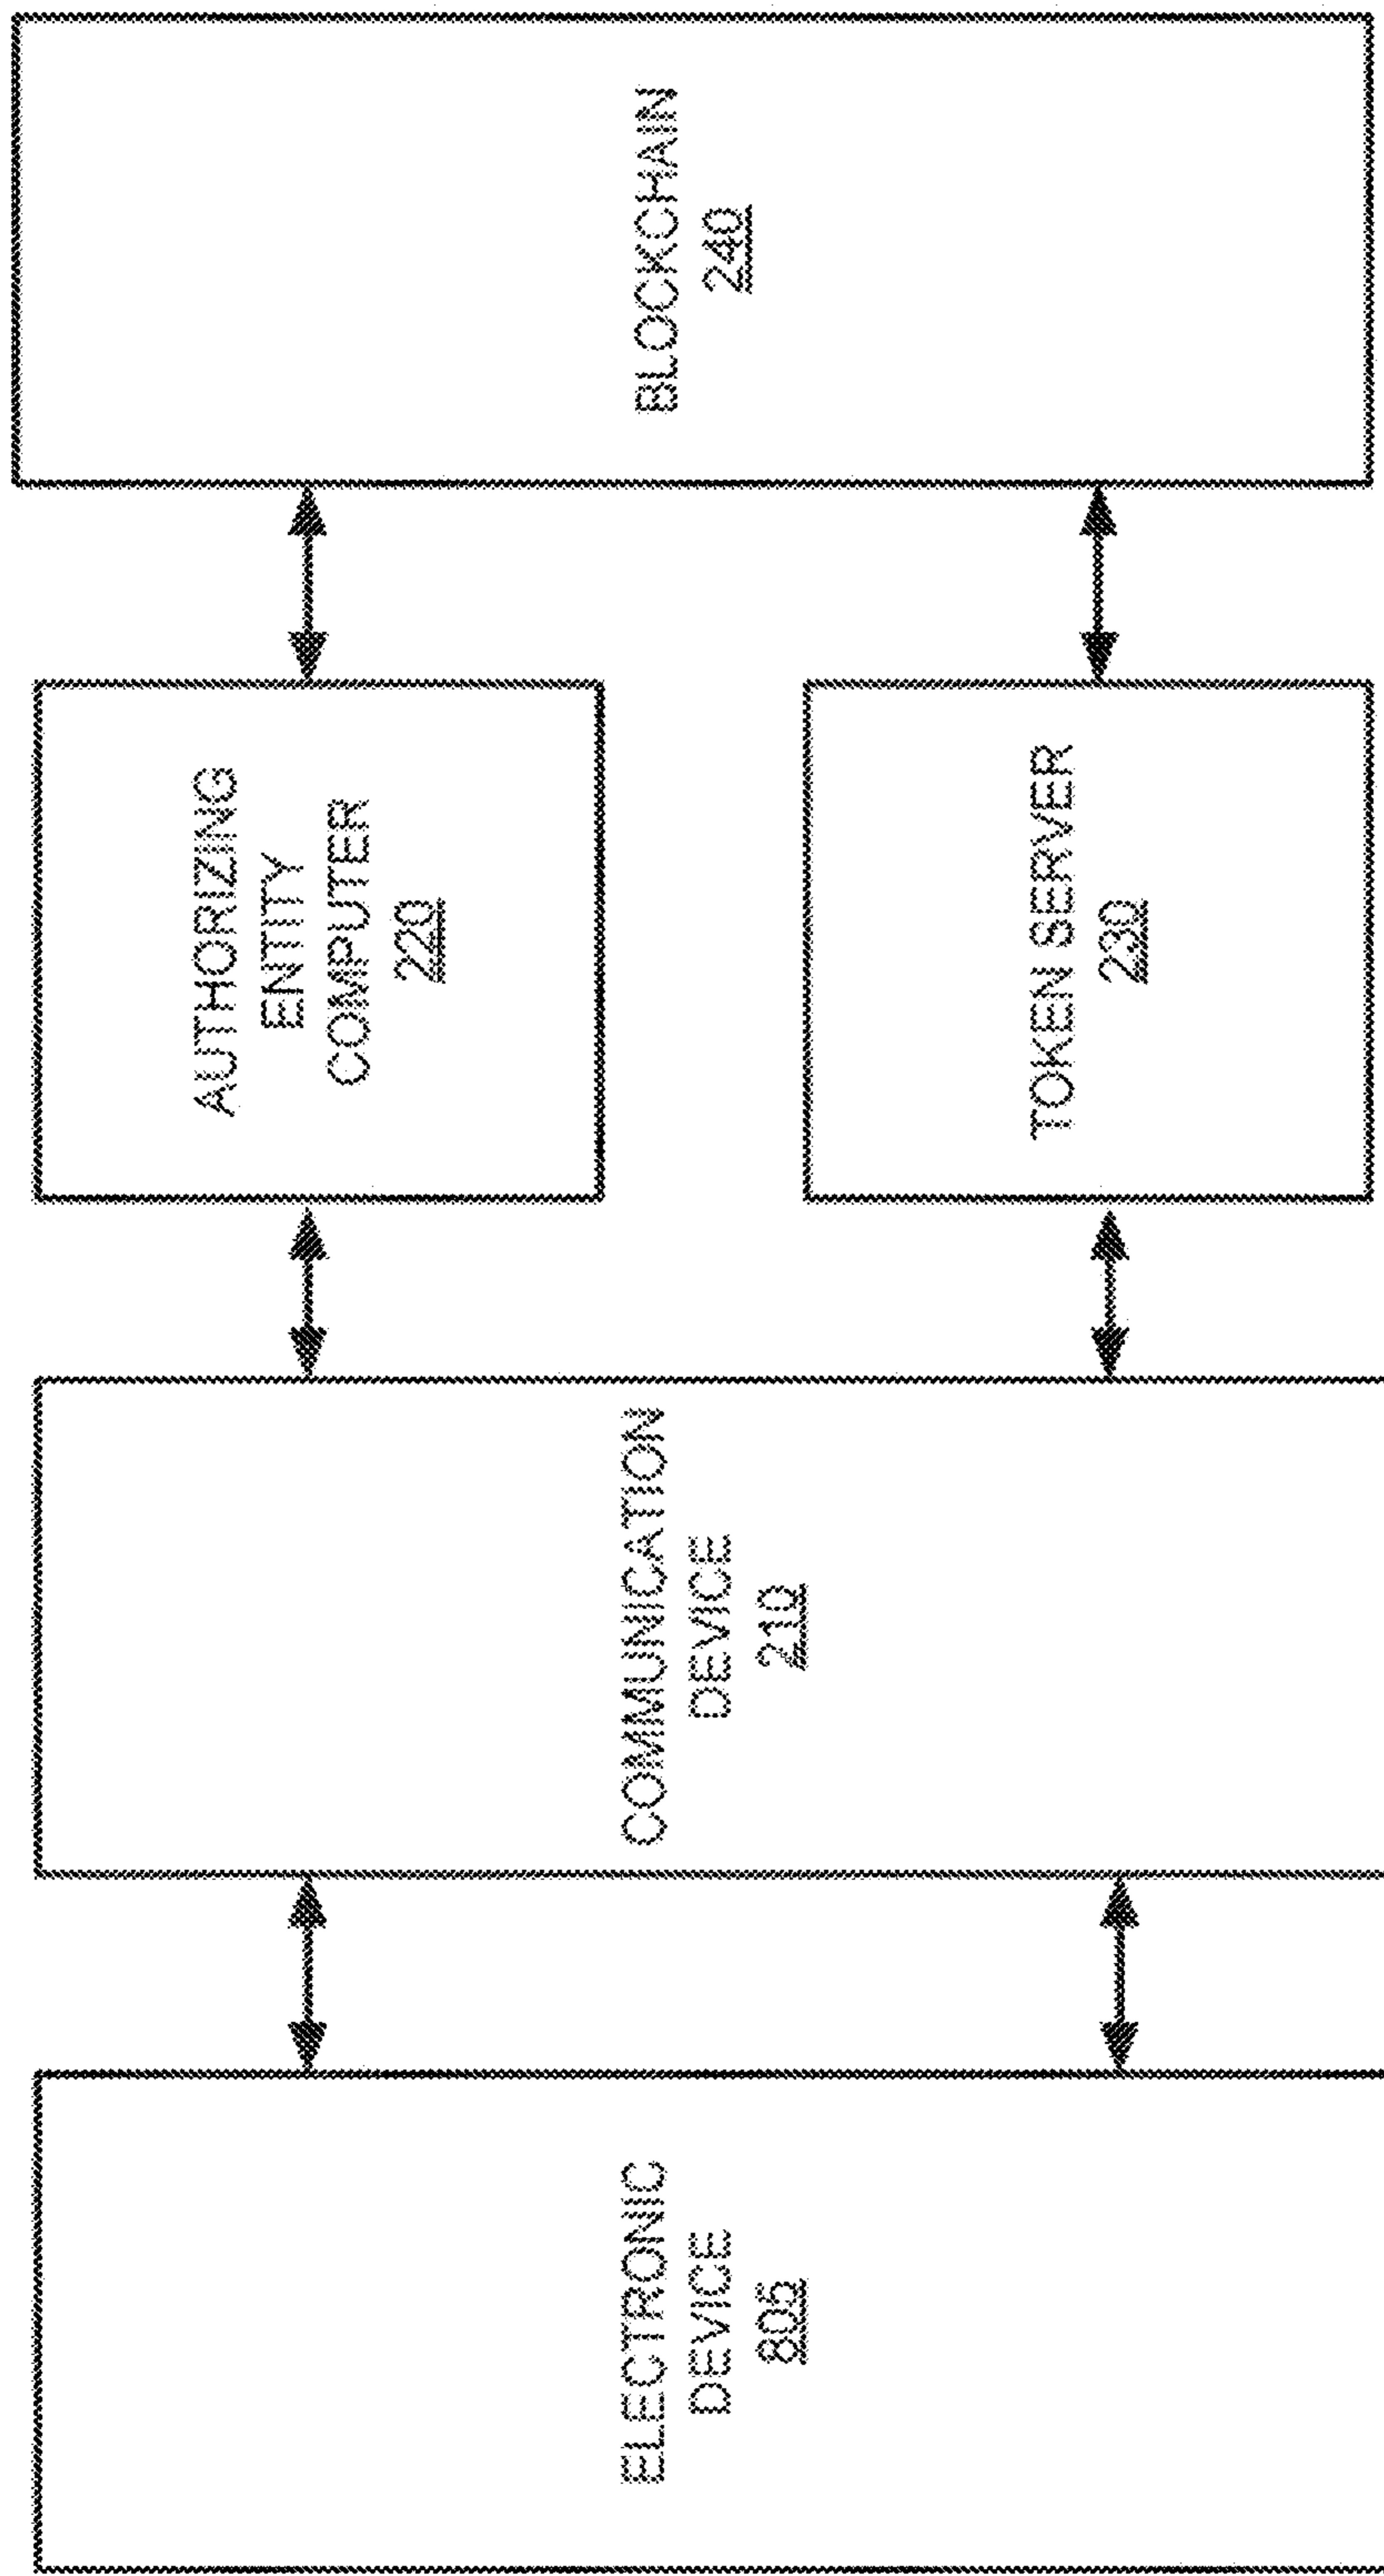 ELECTRONIC
DEVICE
805
COMMUNICATION
DEVICE
210
AUTHORIZING
ENTITY
COMPUTER
220
TOKEN SERVER
230
BLOCKCHAIN
240